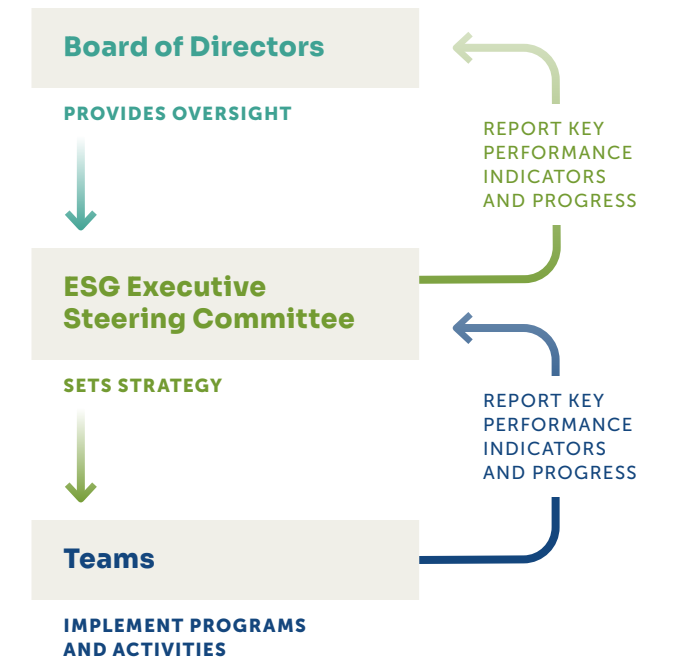 Board of Directors
PROVIDES OVERSIGHT
REPORT KEY
PERFORMANCE
INDICATORS
AND PROGRESS
ESG Executive
Steering Committee
SETS STRATEGY
REPORT KEY
PERFORMANCE
INDICATORS
AND PROGRESS
Teams
IMPLEMENT PROGRAMS
AND ACTIVITIES